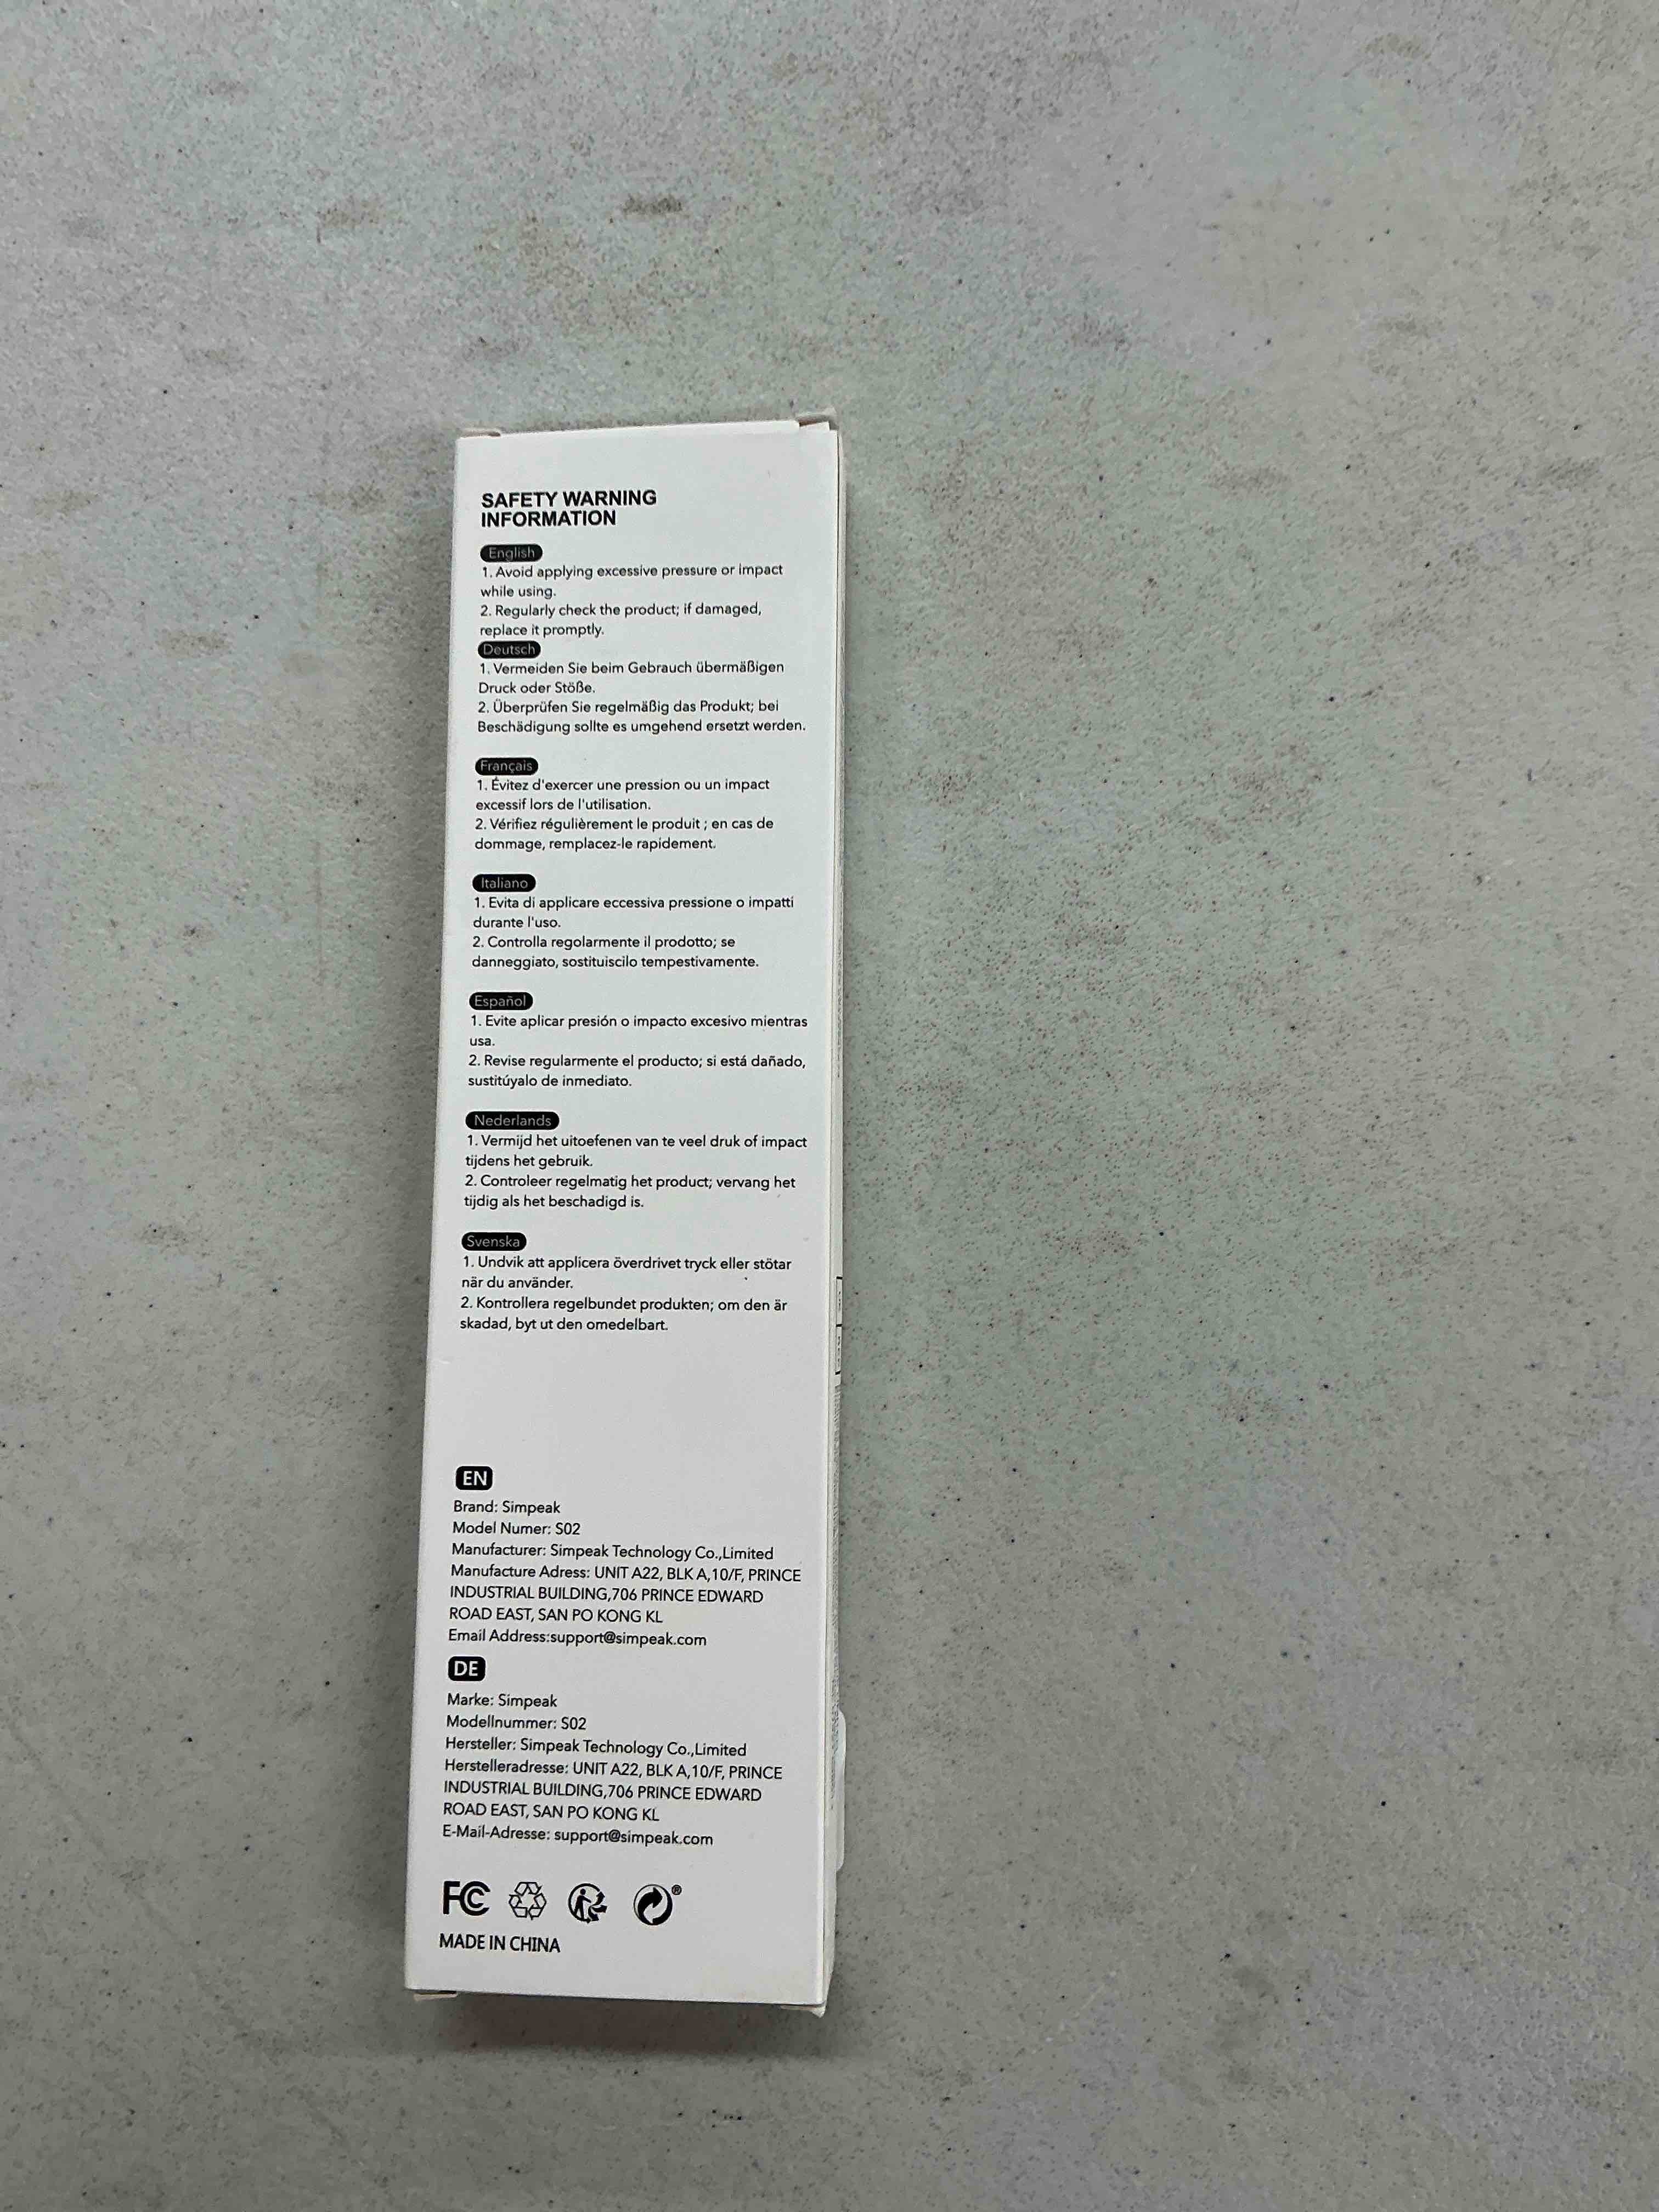 SAFETY WARNING
INFORMATION
English
1. Avoid applying excessive pressure or impact
while using.
2. Regularly check the product; if damaged,
replace it promptly.
Deutsch
1. Vermeiden Sie beim Gebrauch übermäßigen
Druck oder Stöße.
2. Überprüfen Sie regelmäßig das Produkt; bei
Beschädigung sollte es umgehend ersetzt werden.
Français
1. Évitez d'exercer une pression ou un impact
excessif lors de l'utilisation.
2. Vérifiez régulièrement le produit ; en cas de
dommage, remplacez-le rapidement.
Italiano
1. Evita di applicare eccessiva pressione o impatti
durante l'uso.
2. Controlla regolarmente il prodotto; se
danneggiato, sostituiscilo tempestivamente.
Español
1. Evite aplicar presión o impacto excesivo mientras
usa.
2. Revise regularmente el producto; si está dañado,
sustitúyalo de inmediato.
Nederlands
1. Vermijd het uitoefenen van te veel druk of impact
tijdens het gebruik.
2. Controleer regelmatig het product; vervang het
tijdig als het beschadigd is.
Svenska
1. Undvik att applicera överdrivet tryck eller stötar
när du använder.
2. Kontrollera regelbundet produkten; om den är
skadad, byt ut den omedelbart.
EN
Brand: Simpeak
Model Numer: S02
Manufacturer: Simpeak Technology Co.,Limited
Manufacture Adress: UNIT A22, BLK A,10/F, PRINCE
INDUSTRIAL BUILDING,706 PRINCE EDWARD
ROAD EAST, SAN PO KONG KL
Email Address:support@simpeak.com
DE
Marke: Simpeak
Modellnummer: S02
Hersteller: Simpeak Technology Co.,Limited
Herstelleradresse: UNIT A22, BLK A,10/F, PRINCE
INDUSTRIAL BUILDING,706 PRINCE EDWARD
ROAD EAST, SAN PO KONG KL
E-Mail-Adresse: support@simpeak.com
FC ®
MADE IN CHINA